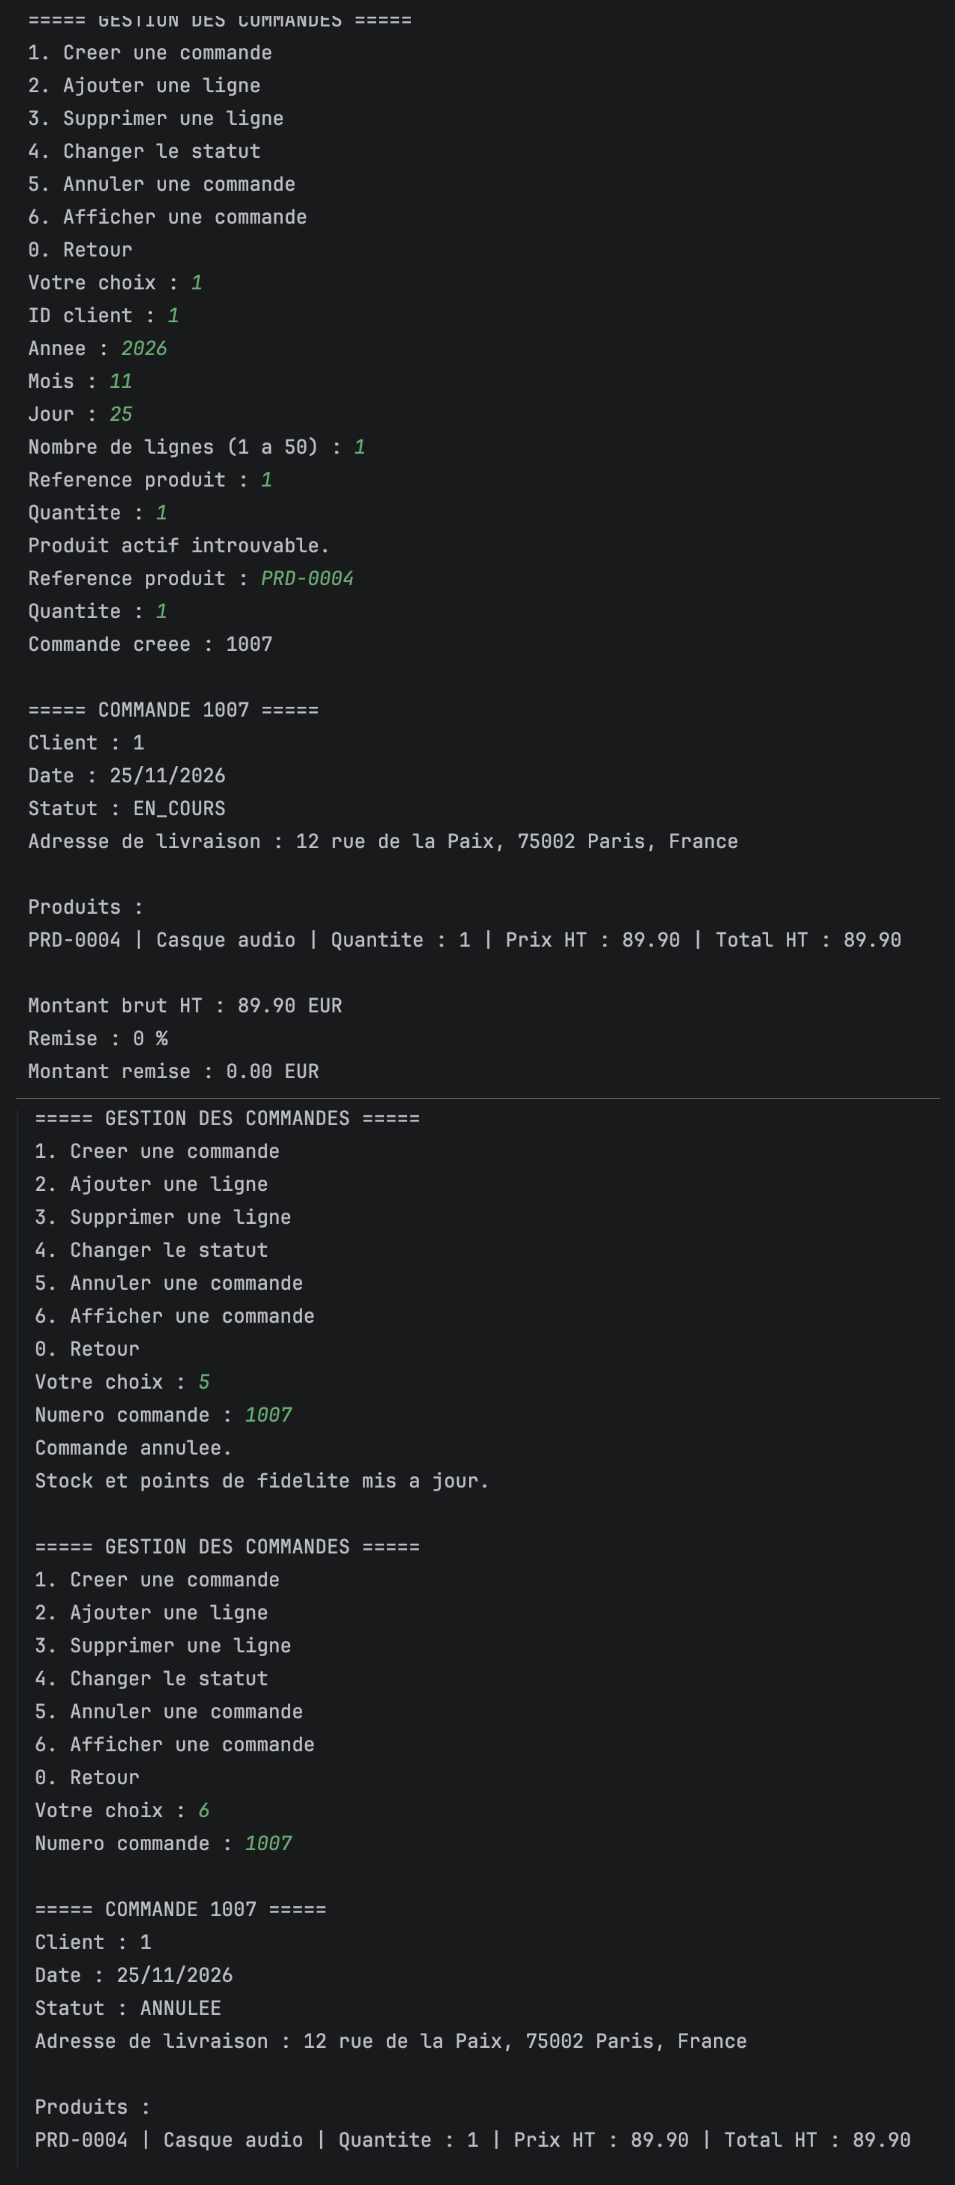 ===== GESTION DES COMMANDES =====
1. Creer une commande
2. Ajouter une ligne
3. Supprimer une ligne
4. Changer le statut
5. Annuler une commande
6. Afficher une commande
0. Retour
Votre choix : 1
ID client : 1
Annee : 2026
Mois : 11
Jour : 25
Nombre de lignes (1 a 50) : 1
Reference produit : 1
Quantite : 1
Produit actif introuvable.
Reference produit : PRD-0004
Quantite : 1
Commande creee : 1007

===== COMMANDE 1007 =====
Client : 1
Date : 25/11/2026
Statut : EN_COURS
Adresse de livraison : 12 rue de la Paix, 75002 Paris, France

Produits :
PRD-0004 | Casque audio | Quantite : 1 | Prix HT : 89.90 | Total HT : 89.90

Montant brut HT : 89.90 EUR
Remise : 0 %
Montant remise : 0.00 EUR
===== GESTION DES COMMANDES =====
1. Creer une commande
2. Ajouter une ligne
3. Supprimer une ligne
4. Changer le statut
5. Annuler une commande
6. Afficher une commande
0. Retour
Votre choix : 5
Numero commande : 1007
Commande annulee.
Stock et points de fidelite mis a jour.

===== GESTION DES COMMANDES =====
1. Creer une commande
2. Ajouter une ligne
3. Supprimer une ligne
4. Changer le statut
5. Annuler une commande
6. Afficher une commande
0. Retour
Votre choix : 6
Numero commande : 1007

===== COMMANDE 1007 =====
Client : 1
Date : 25/11/2026
Statut : ANNULEE
Adresse de livraison : 12 rue de la Paix, 75002 Paris, France

Produits :
PRD-0004 | Casque audio | Quantite : 1 | Prix HT : 89.90 | Total HT : 89.90